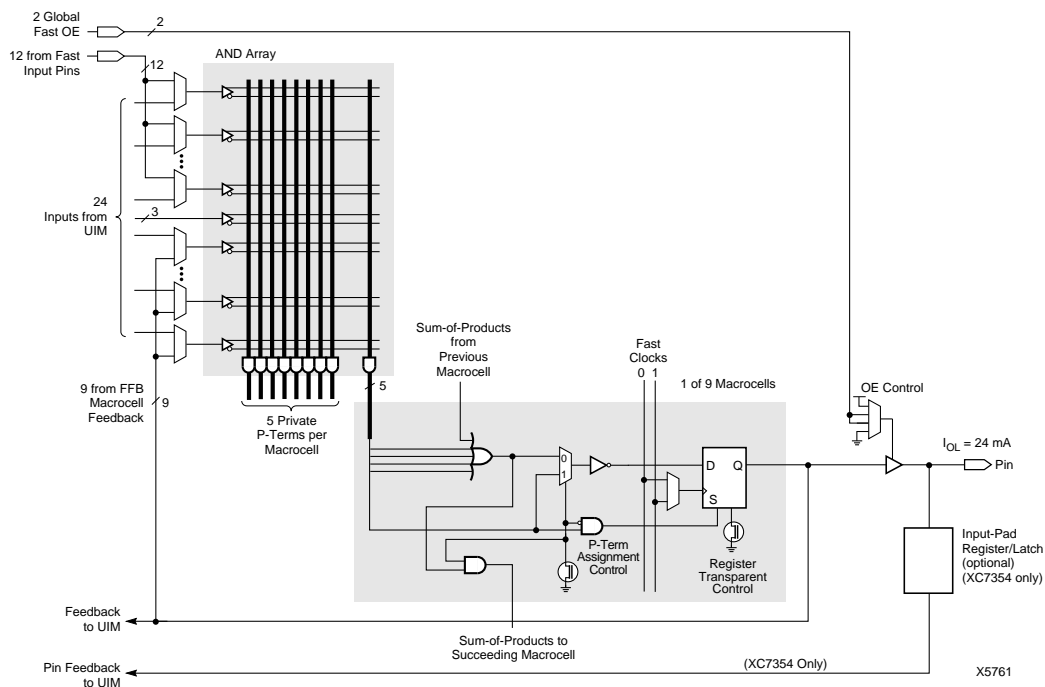 2 Global
Fast OE
2
12 from Fast
Input Pins
12
AND Array
24
Inputs from
UIM
3
9 from FFB
Macrocell
Feedback
9
5 Private
P-Terms per
Macrocell
5
Sum-of-Products
from
Previous
Macrocell
Fast
Clocks
0 1
1 of 9 Macrocells
OE Control
I_OL = 24 mA
Pin
0
1
D Q
S
P-Term
Assignment
Control
Register
Transparent
Control
Input-Pad
Register/Latch
(optional)
(XC7354 only)
Feedback
to UIM
Sum-of-Products to
Succeeding Macrocell
Pin Feedback
to UIM
(XC7354 Only)
X5761